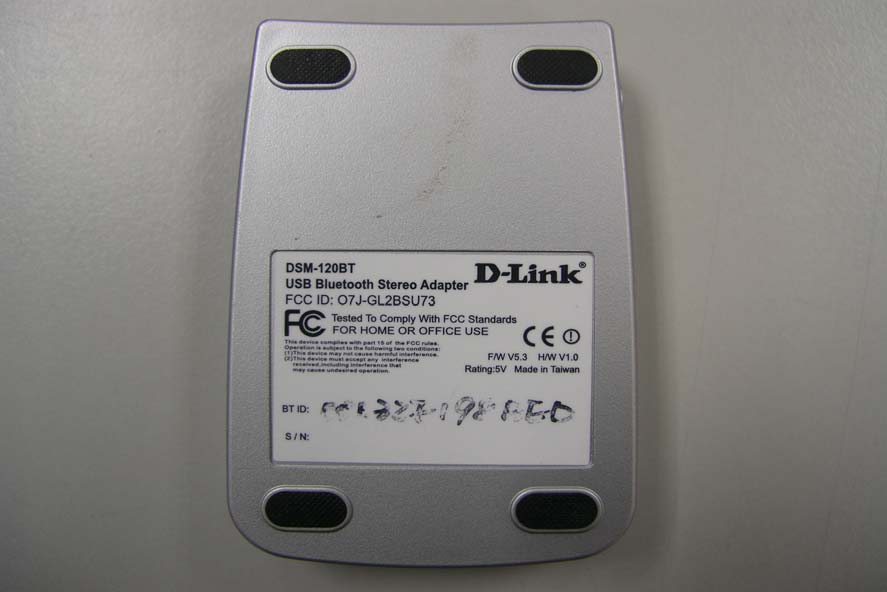 DSM-120BT
USB Bluetooth Stereo Adapter
D-Link®
FCC ID: O7J-GL2BSU73
FC Tested To Comply With FCC Standards
FOR HOME OR OFFICE USE
CE
This device complies with part 15 of the FCC rules.
Operation is subject to the following two conditions:
(1)This device may not cause harmful interference.
(2)This device must accept any interference
received,including interference that
may cause undesired operation.
F/W V5.3 H/W V1.0
Rating:5V Made in Taiwan
BT ID:
S / N: